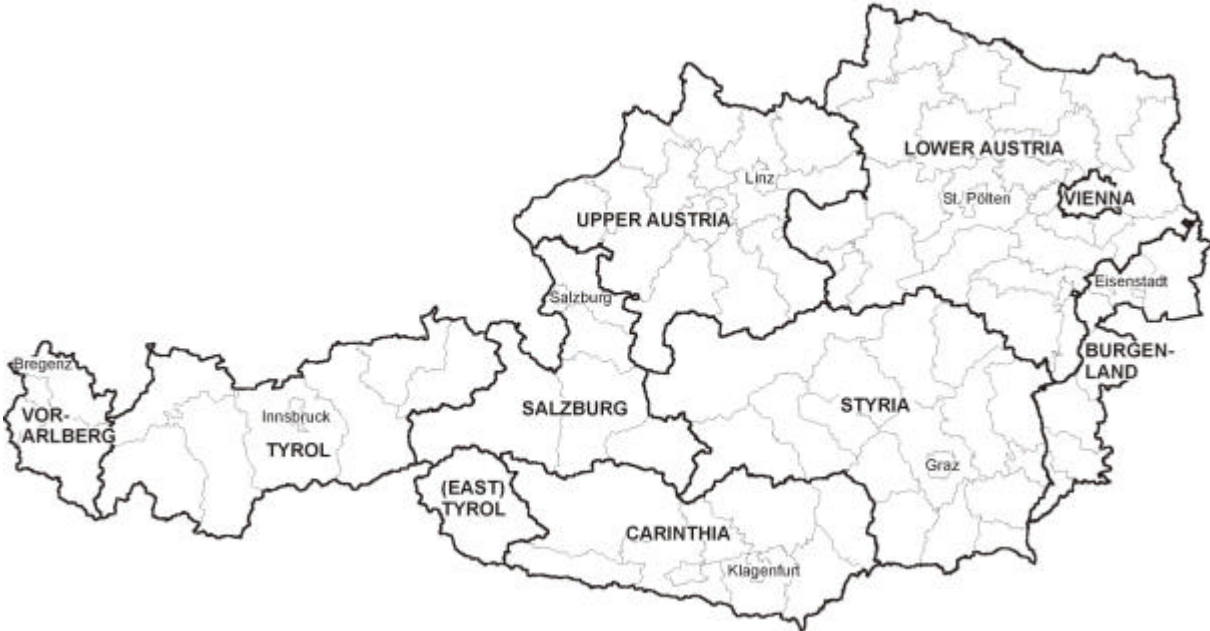 LOWER AUSTRIA
Linz
St. Pölten
VIENNA
UPPER AUSTRIA
Eisenstadt
Salzburg
BURGEN-
LAND
Bregenz
VOR-
ARLBERG
Innsbruck
TYROL
SALZBURG
STYRIA
Graz
(EAST)
TYROL
CARINTHIA
Klagenfurt